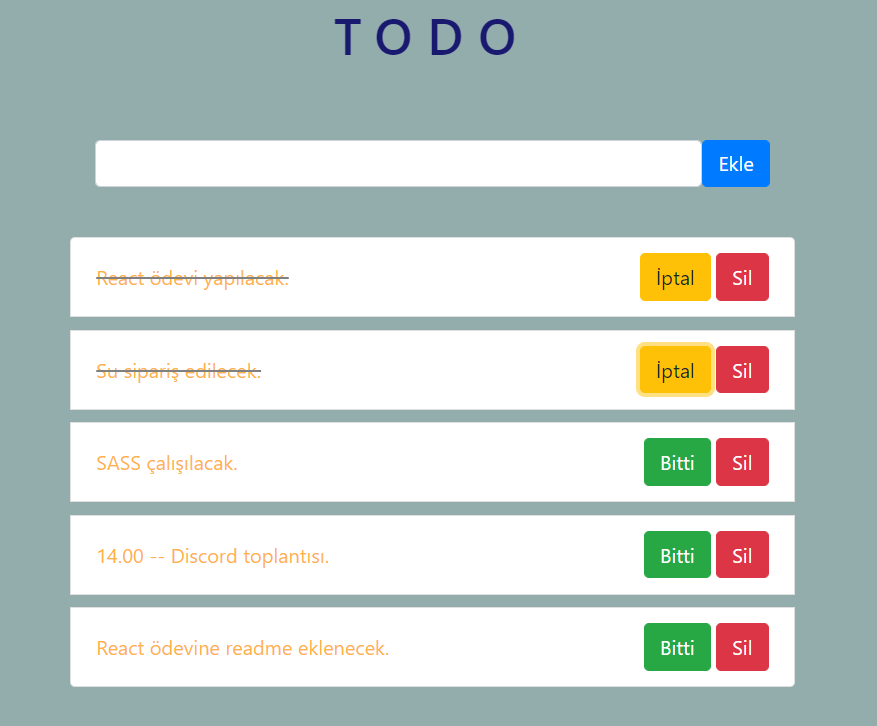 T O D O
Ekle
React ödevi yapılacak. İptal Sil
Su sipariş edilecek. İptal Sil
SASS çalışılacak. Bitti Sil
14.00 -- Discord toplantısı. Bitti Sil
React ödevine readme eklenecek. Bitti Sil